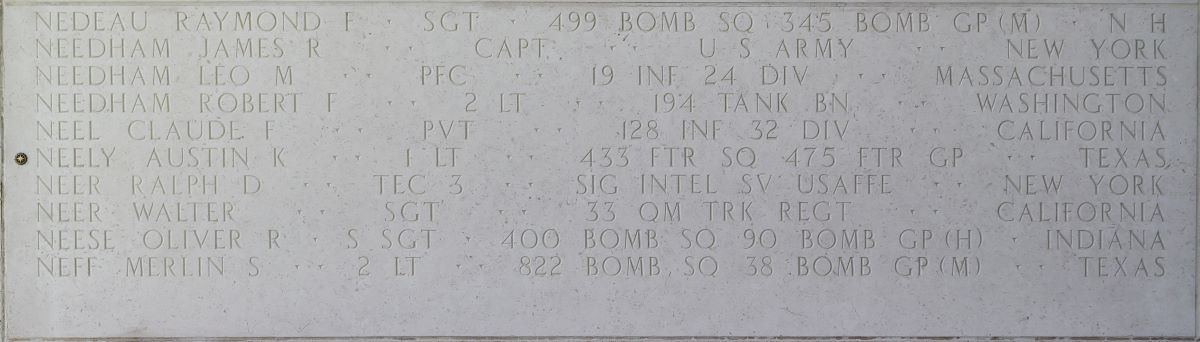 NEDEAU RAYMOND F · SGT · 499 BOMB SQ 345 BOMB GP (M) N H
NEEDHAM JAMES R CAPT · · U S ARMY · · NEW YORK
NEEDHAM LEO M · · PFC · · 19 INF 24 DIV · · MASSACHUSETTS
NEEDHAM ROBERT F · · 2 LT · · 194 TANK BN · · WASHINGTON
NEEL CLAUDE F · · PVT · · 128 INF 32 DIV · · CALIFORNIA
NEELY AUSTIN K · · 1 LT · · 433 FTR SQ 475 FTR GP · · TEXAS
NEER RALPH D · · TEC 3 · · SIG INTEL SV USAFFE · · NEW YORK
NEER WALTER · · SGT · · 33 QM TRK REGT · · CALIFORNIA
NEESE OLIVER R · S SGT · 400 BOMB SQ 90 BOMB GP (H) · INDIANA
NEFF MERLIN S · · 2 LT · · 822 BOMB SQ 38 BOMB GP (M) · · TEXAS